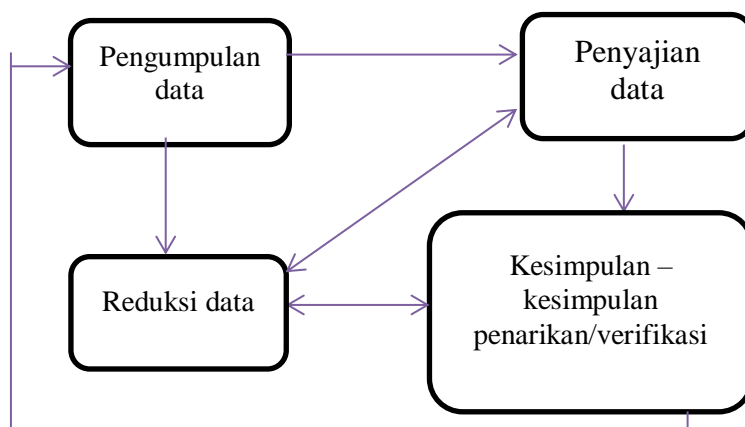 Pengumpulan
data
Penyajian
data
Reduksi data
Kesimpulan –
kesimpulan
penarikan/verifikasi